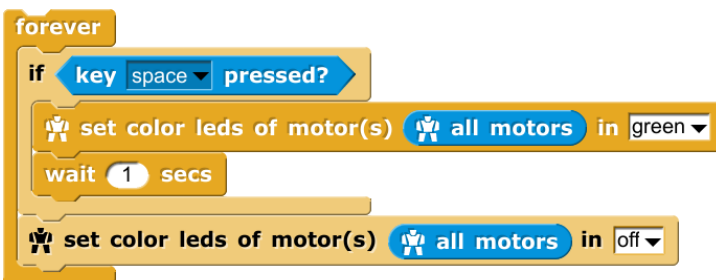 forever
if key space pressed?
set color leds of motor(s) all motors in green
wait 1 secs
set color leds of motor(s) all motors in off